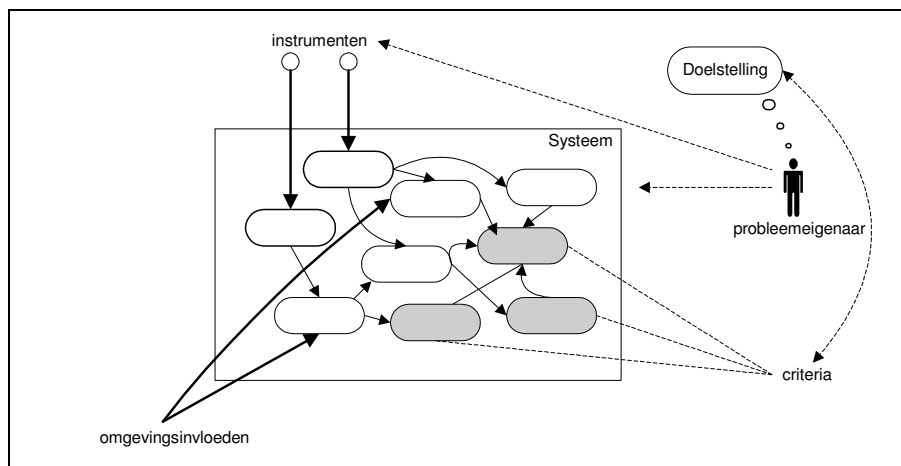 instrumenten
Doelstelling
Systeem
probleemeigenaar
criteria
omgevingsinvloeden